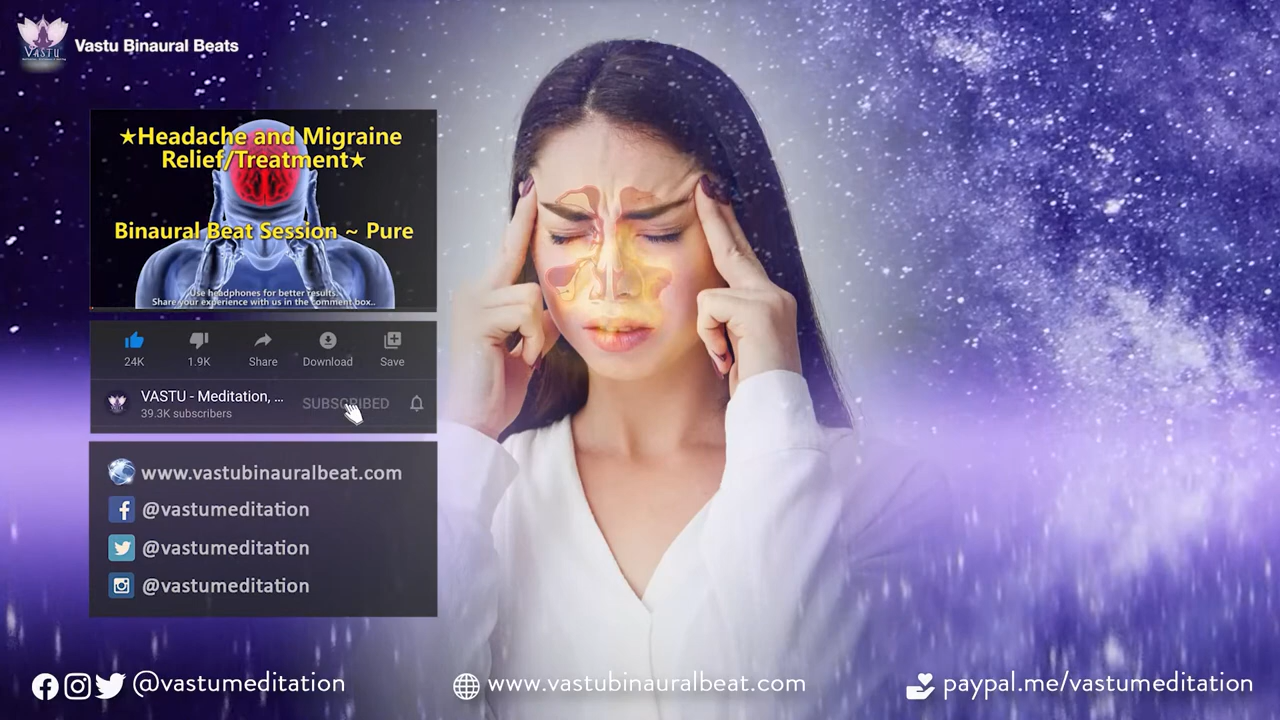 VASTU
Vastu Binaural Beats
★Headache and Migraine
Relief/Treatment★
Binaural Beat Session ~ Pure
Use headphones for better results..
Share your experience with us in the comment box..
24K
1.9K
Share
Download
Save
VASTU - Meditation, ...
SUBSCRIBED
39.3K subscribers
www.vastubinauralbeat.com
@vastumeditation
@vastumeditation
@vastumeditation
@vastumeditation
www.vastubinauralbeat.com
paypal.me/vastumeditation